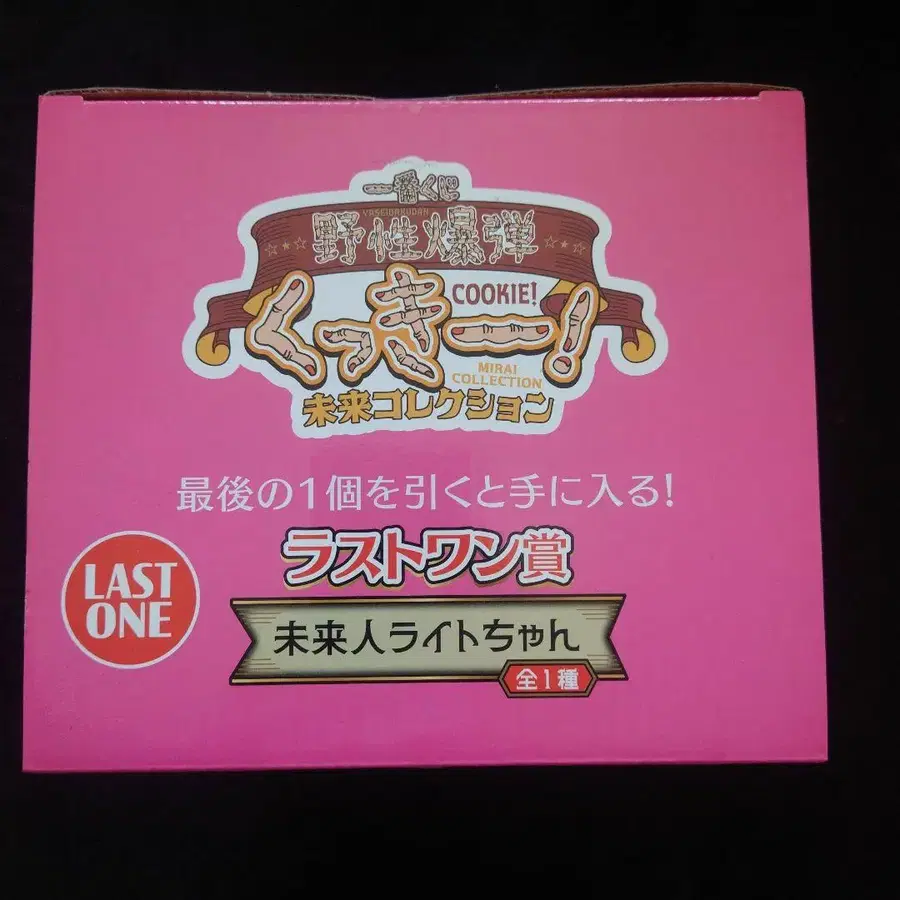 一番くじ
YASEIBAKUDAN
野性爆弾
くっきー!
COOKIE!
MIRAI
COLLECTION
未来コレクション
最後の1個を引くと手に入る!
ラストワン賞
LAST
ONE
未来人ライトちゃん
全1種